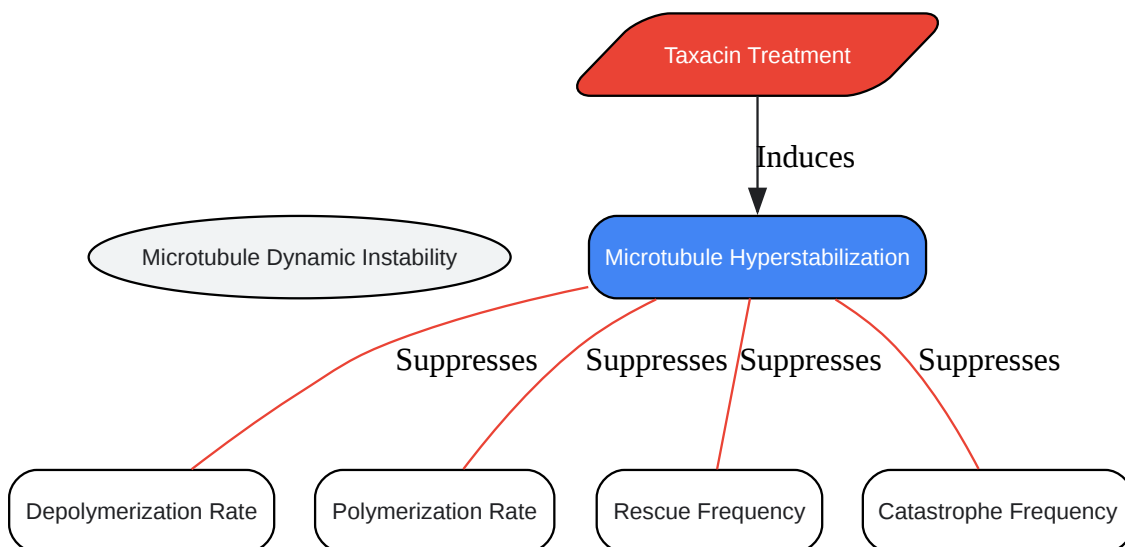 Taxacin Treatment
Induces
Microtubule Dynamic Instability
Microtubule Hyperstabilization
Suppresses
Suppresses
Suppresses
Suppresses
Depolymerization Rate
Polymerization Rate
Rescue Frequency
Catastrophe Frequency